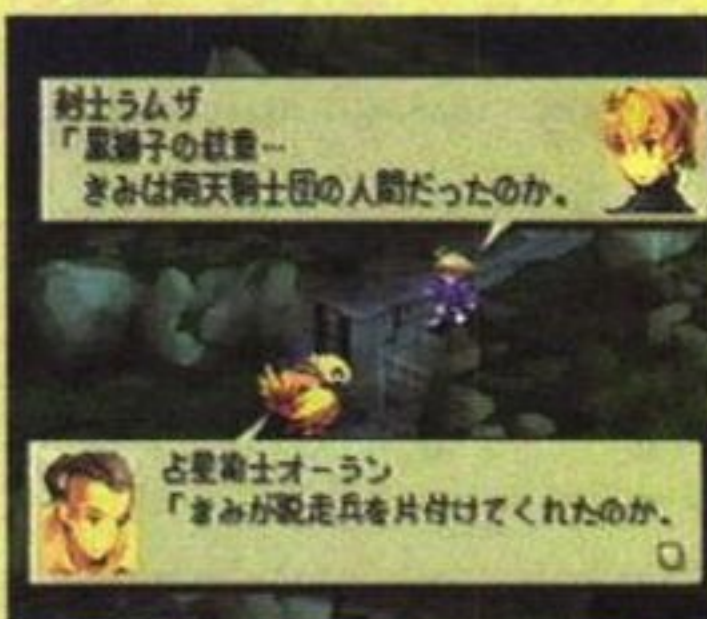 剣士ラムザ
「黒獅子の紋章…
きみは南天騎士団の人間だったのか。
占星術士オーラン
「きみが脱走兵を片付けてくれたのか。